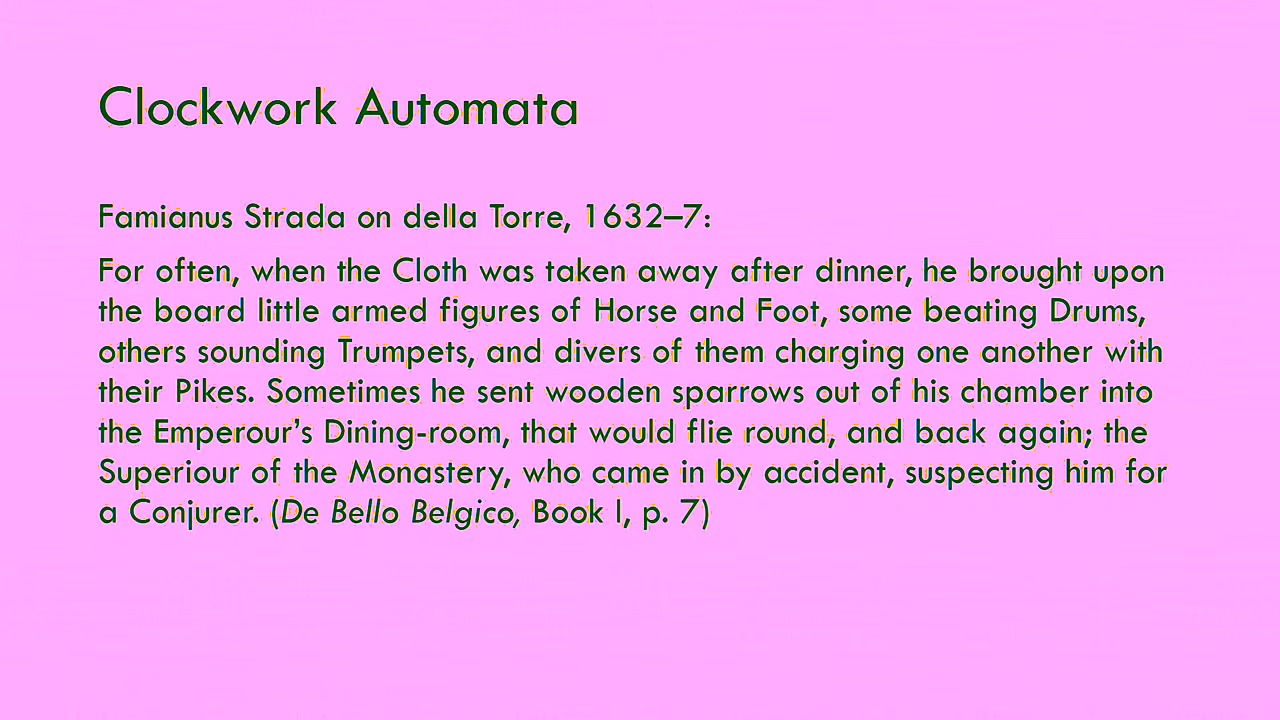 Clockwork Automata
Famianus Strada on della Torre, 1632–7:
For often, when the Cloth was taken away after dinner, he brought upon
the board little armed figures of Horse and Foot, some beating Drums,
others sounding Trumpets, and divers of them charging one another with
their Pikes. Sometimes he sent wooden sparrows out of his chamber into
the Emperour’s Dining-room, that would flie round, and back again; the
Superiour of the Monastery, who came in by accident, suspecting him for
a Conjurer. (De Bello Belgico, Book I, p. 7)